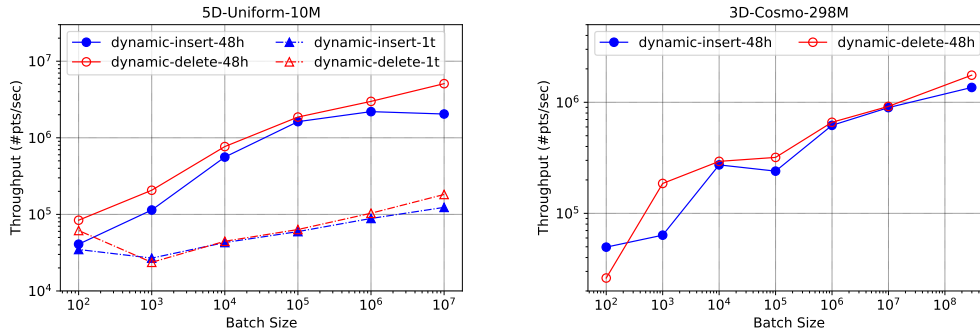 5D-Uniform-10M
dynamic-insert-48h
dynamic-delete-48h
dynamic-insert-1t
dynamic-delete-1t
Throughput (#pts/sec)
10^7
10^6
10^5
10^4
10^2 10^3 10^4 10^5 10^6 10^7
Batch Size
3D-Cosmo-298M
dynamic-insert-48h
dynamic-delete-48h
Throughput (#pts/sec)
10^6
10^5
10^2 10^3 10^4 10^5 10^6 10^7 10^8
Batch Size